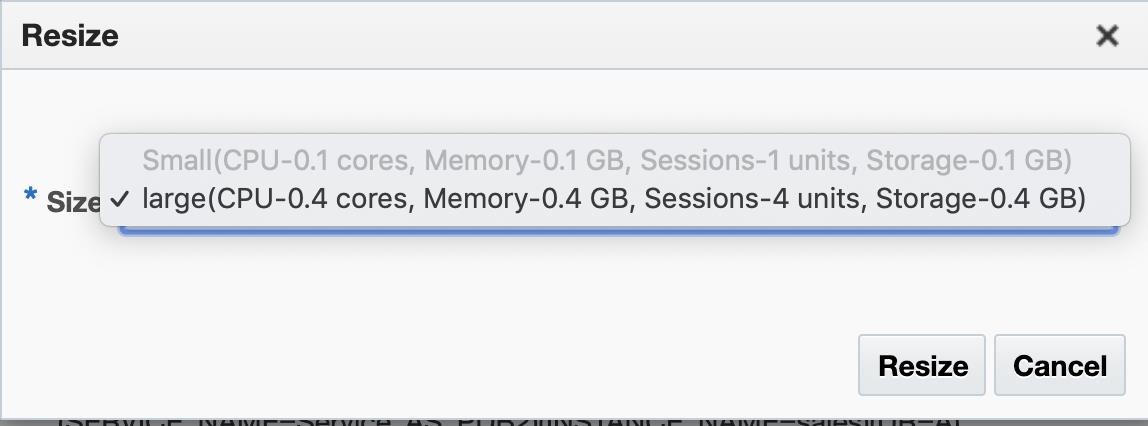 Resize
Small(CPU-0.1 cores, Memory-0.1 GB, Sessions-1 units, Storage-0.1 GB)
* Size ✓ large(CPU-0.4 cores, Memory-0.4 GB, Sessions-4 units, Storage-0.4 GB)
Resize Cancel